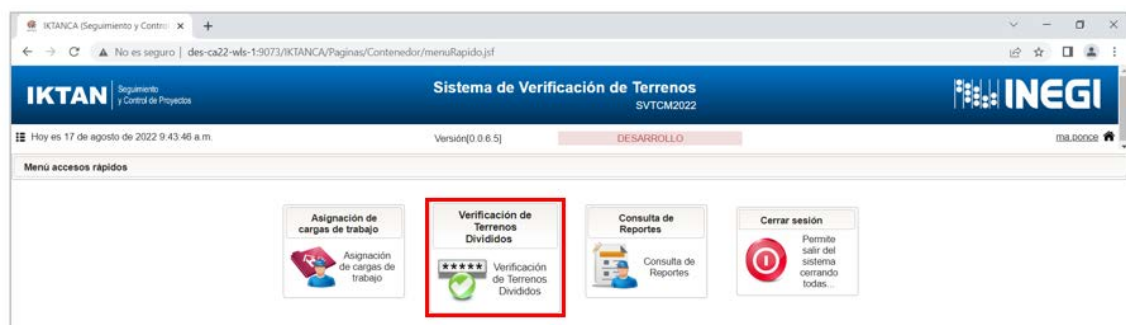 IKTANCA (Seguimiento y Contro
No es seguro | des-ca22-wls-1:9073/IKTANCA/Paginas/Contenedor/menuRapido.jsf
IKTAN Seguimiento y Control de Proyectos
Sistema de Verificación de Terrenos
SVTCM2022
INEGI
Hoy es 17 de agosto de 2022 9:43:46 a.m.
Versión[0.0.6.5]
DESARROLLO
ma.ponce
Menú accesos rápidos
Asignación de
cargas de trabajo
Asignación
de cargas de
trabajo
Verificación de
Terrenos
Divididos
*****
Verificación
de Terrenos
Divididos
Consulta de
Reportes
Consulta de
Reportes
Cerrar sesión
Permite
salir del
sistema
cerrando
todas...